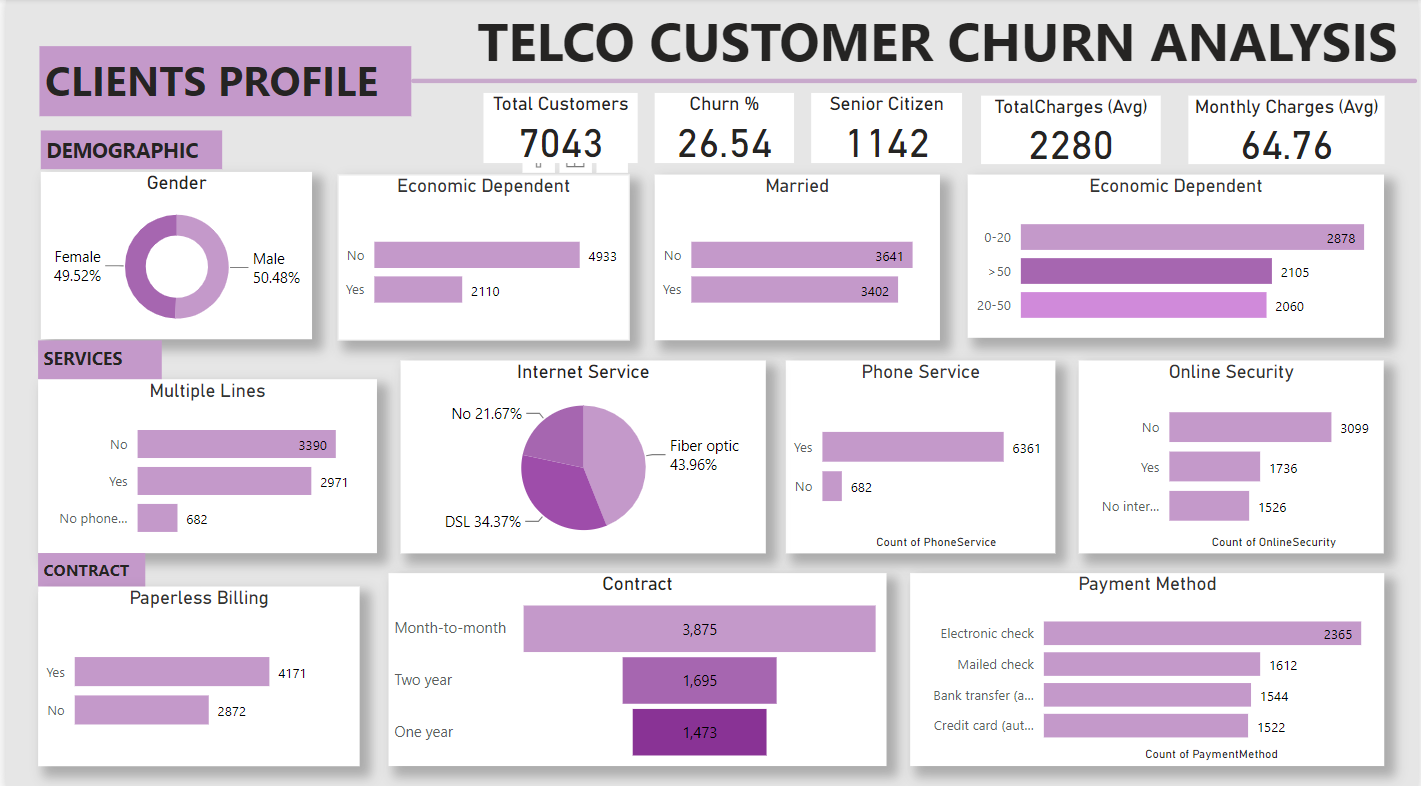 TELCO CUSTOMER CHURN ANALYSIS
CLIENTS PROFILE
Total Customers
7043
Churn %
26.54
Senior Citizen
1142
TotalCharges (Avg)
2280
Monthly Charges (Avg)
64.76
DEMOGRAPHIC
Gender
Female
49.52%
Male
50.48%
Economic Dependent
No 4933
Yes 2110
Married
No 3641
Yes 3402
Economic Dependent
0-20 2878
>50 2105
20-50 2060
SERVICES
Multiple Lines
No 3390
Yes 2971
No phone... 682
Internet Service
No 21.67%
Fiber optic
43.96%
DSL 34.37%
Phone Service
Yes 6361
No 682
Count of PhoneService
Online Security
No 3099
Yes 1736
No inter... 1526
Count of OnlineSecurity
CONTRACT
Paperless Billing
Yes 4171
No 2872
Contract
Month-to-month 3,875
Two year 1,695
One year 1,473
Payment Method
Electronic check 2365
Mailed check 1612
Bank transfer (a... 1544
Credit card (aut... 1522
Count of PaymentMethod